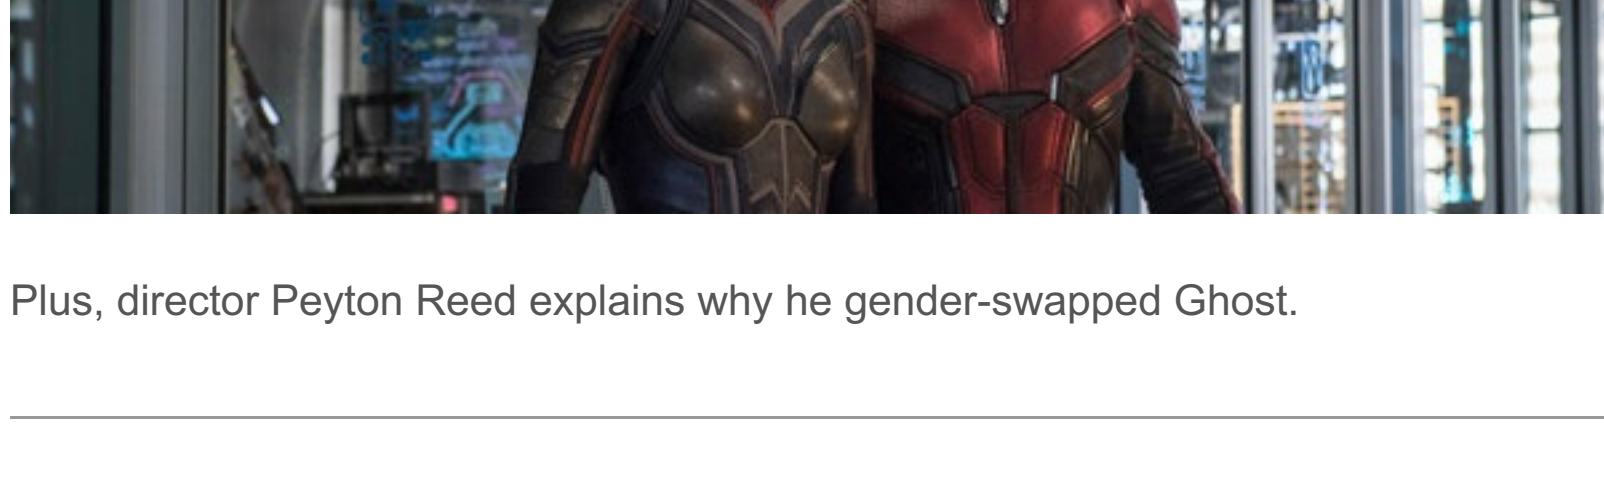 Plus, director Peyton Reed explains why he gender-swapped Ghost.